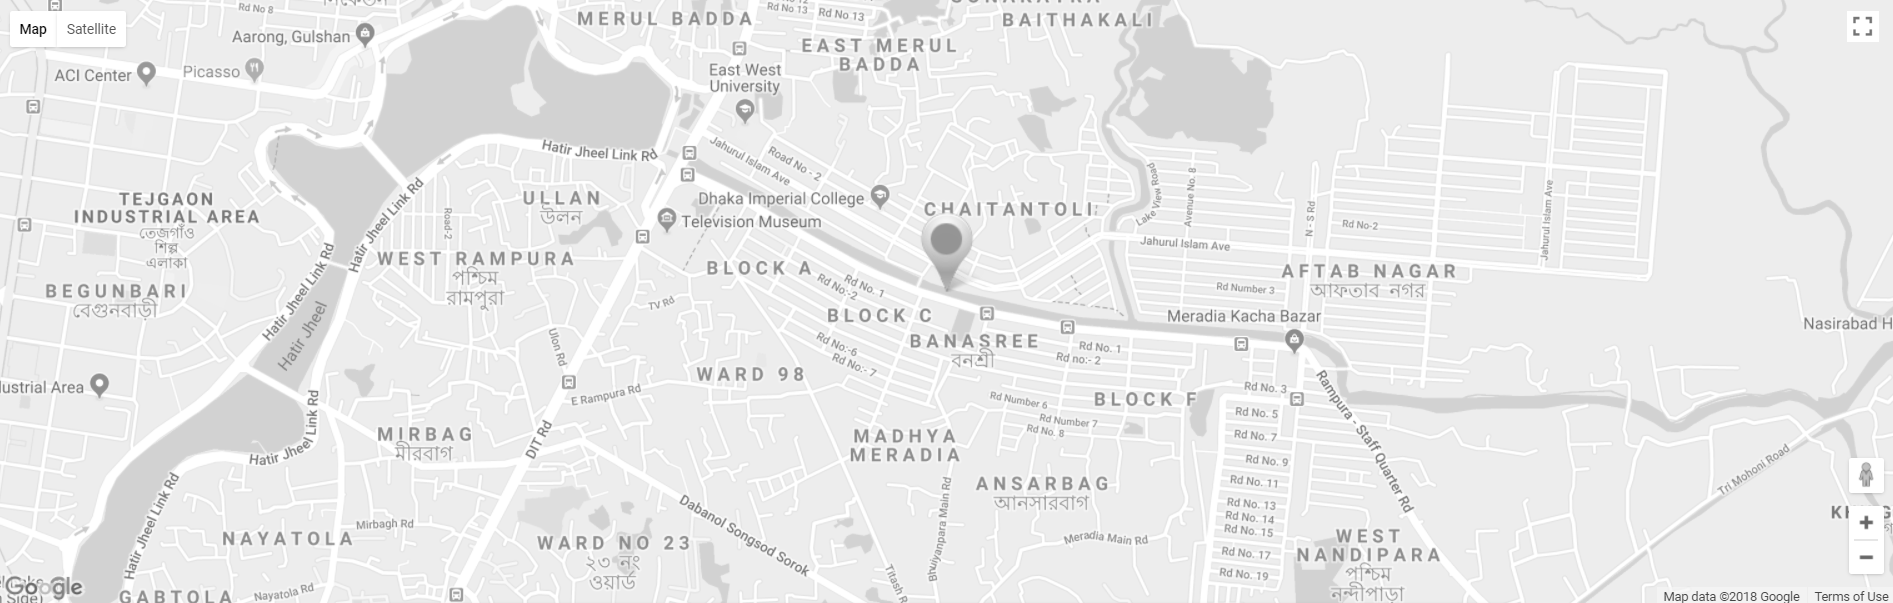 Map
Satellite
Rd No 8
Aarong, Gulshan
ACI Center
Picasso
MERUL BADDA
Rd No 12
Rd No.13
BAITHAKALI
EAST MERUL
BADDA
East West
University
Hatir Jheel Link Rd
Jahurul Islam Ave
Road No - 2
TEJGAON
INDUSTRIAL AREA
তেজগাঁও
শিল্প
এলাকা
Hatir Jheel Link Rd
Road-2
ULLAN
উলন
Dhaka Imperial College
Television Museum
CHAITANTOLI
Lake View Road
Avenue No. 8
N - S Rd
Rd No-2
Jahurul Islam Ave
Jahurul Islam Ave
BEGUNBARI
বেগুনবাড়ী
Hatir Jheel Link Rd
WEST RAMPURA
পশ্চিম
রামপুরা
BLOCK A
Rd No. 1
Rd No:-2
AFTAB NAGAR
আফতাব নগর
Rd Number 3
TV Rd
BLOCK C
Meradia Kacha Bazar
Hatir Jheel
Ulon Rd
Rd No:-6
Rd No:- 7
BANASREE
বনশ্রী
Rd No. 1
Rd no:- 2
Nasirabad H
dustrial Area
WARD 98
E Rampura Rd
Rd Number 6
BLOCK F
Rd No. 3
Rd No. 5
Rd Number 7
Rd No. 8
Rampura - Staff Quarter Rd
Hatir Jheel Link Rd
MIRBAG
মীরবাগ
DIT Rd
MADHYA
MERADIA
Rd No. 7
Rd No. 9
Tri Mohoni Road
Hatir Jheel Link Rd
Dabanol Songsod Sorok
Bhuiyanpara Main Rd
ANSARBAG
আনসারবাগ
Rd No. 11
Rd No. 13
Rd No. 14
Rd No. 15
NAYATOLA
Mirbagh Rd
WARD NO 23
২৩ নং
ওয়ার্ড
Titash R
Meradia Main Rd
Rd No. 17
Rd No. 19
WEST
NANDIPARA
পশ্চিম
নন্দীপাড়া
Google
GABTOLA
Nayatola Rd
Map data ©2018 Google
Terms of Use